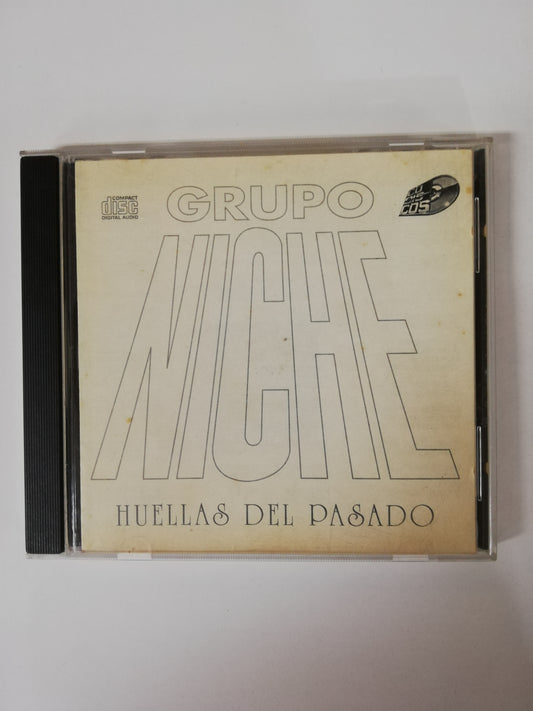 COMPACT
disc
DIGITAL AUDIO
GRUPO
NICHE
HUELLAS DEL PASADO